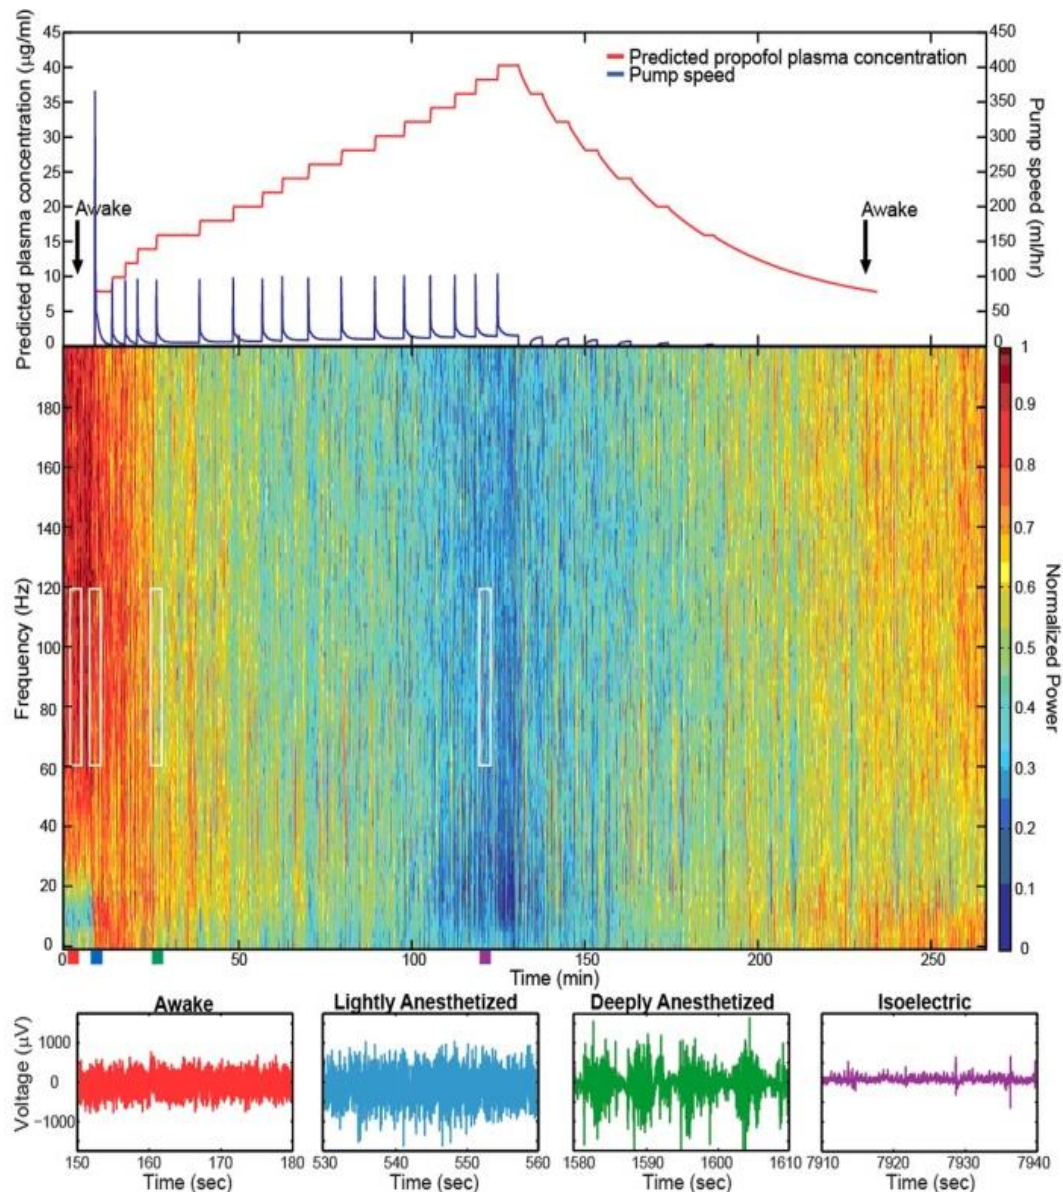 Predicted plasma concentration (µg/ml)
45
40
35
30
25
20
15
10
5
0
Predicted propofol plasma concentration
Pump speed
Awake
Awake
450
400
350
300
250
200
150
100
50
0
Pump speed (ml/hr)
Frequency (Hz)
180
160
140
120
100
80
60
40
20
0
0 50 100 150 200 250
Time (min)
1
0.9
0.8
0.7
0.6
0.5
0.4
0.3
0.2
0.1
0
Normalized Power
Awake
Lightly Anesthetized
Deeply Anesthetized
Isoelectric
Voltage (µV)
1000
0
-1000
150 160 170 180
Time (sec)
530 540 550 560
Time (sec)
1580 1590 1600 1610
Time (sec)
7910 7920 7930 7940
Time (sec)